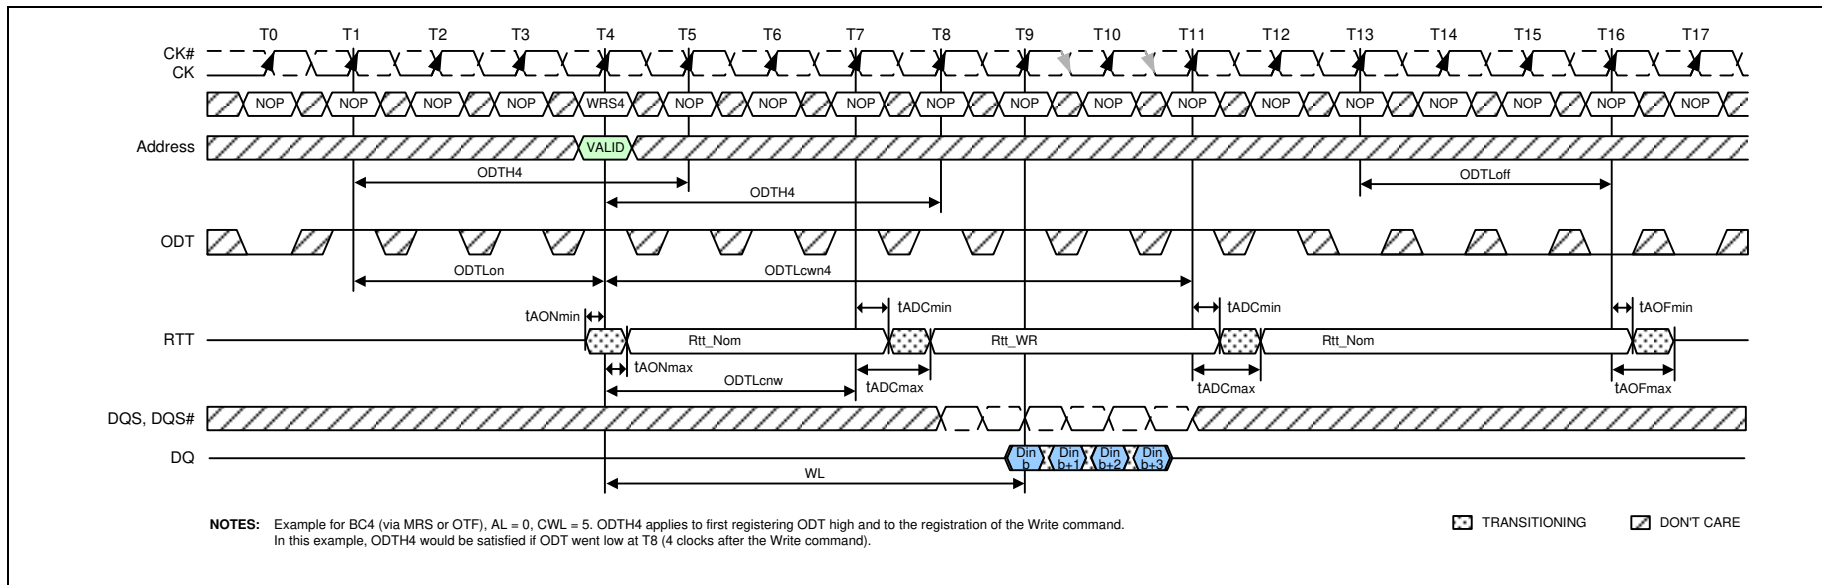 T0 T1 T2 T3 T4 T5 T6 T7 T8 T9 T10 T11 T12 T13 T14 T15 T16 T17
CK#
CK
NOP NOP NOP NOP WRS4 NOP NOP NOP NOP NOP NOP NOP NOP NOP NOP NOP NOP NOP
Address VALID
ODTH4 ODTLoff
ODTH4
ODT
ODTLon ODTLcwn4
tAONmin tADCmin tADCmin tAOFmin
RTT Rtt_Nom Rtt_WR Rtt_Nom
tAONmax ODTLcnw tADCmax tADCmax tAOFmax
DQS, DQS#
DQ Din b Din b+1 Din b+2 Din b+3
WL
NOTES: Example for BC4 (via MRS or OTF), AL = 0, CWL = 5. ODTH4 applies to first registering ODT high and to the registration of the Write command.
In this example, ODTH4 would be satisfied if ODT went low at T8 (4 clocks after the Write command).
TRANSITIONING DON'T CARE